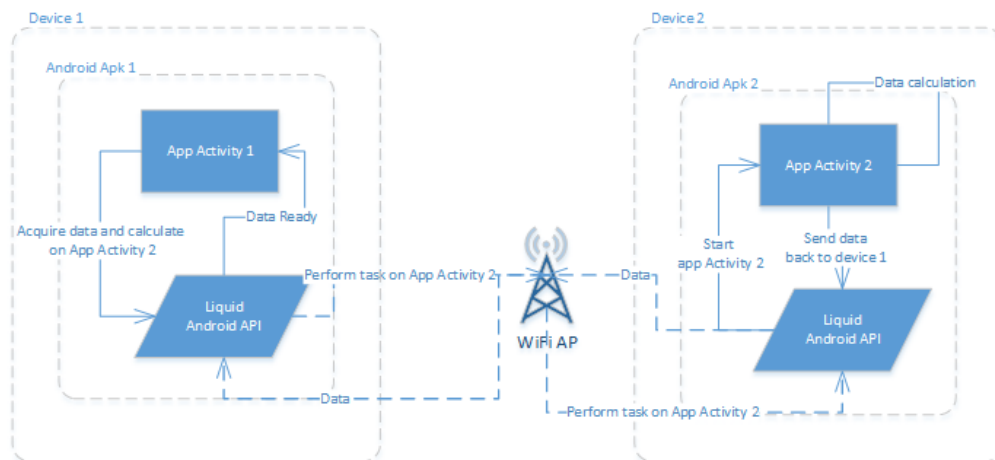 Device 1
Android Apk 1
App Activity 1
Acquire data and calculate
on App Activity 2
Data Ready
Liquid
Android API
Perform task on App Activity 2
Data
WiFi AP
Device 2
Android Apk 2
Data calculation
App Activity 2
Start
app Activity 2
Send data
back to device 1
Data
Liquid
Android API
Perform task on App Activity 2